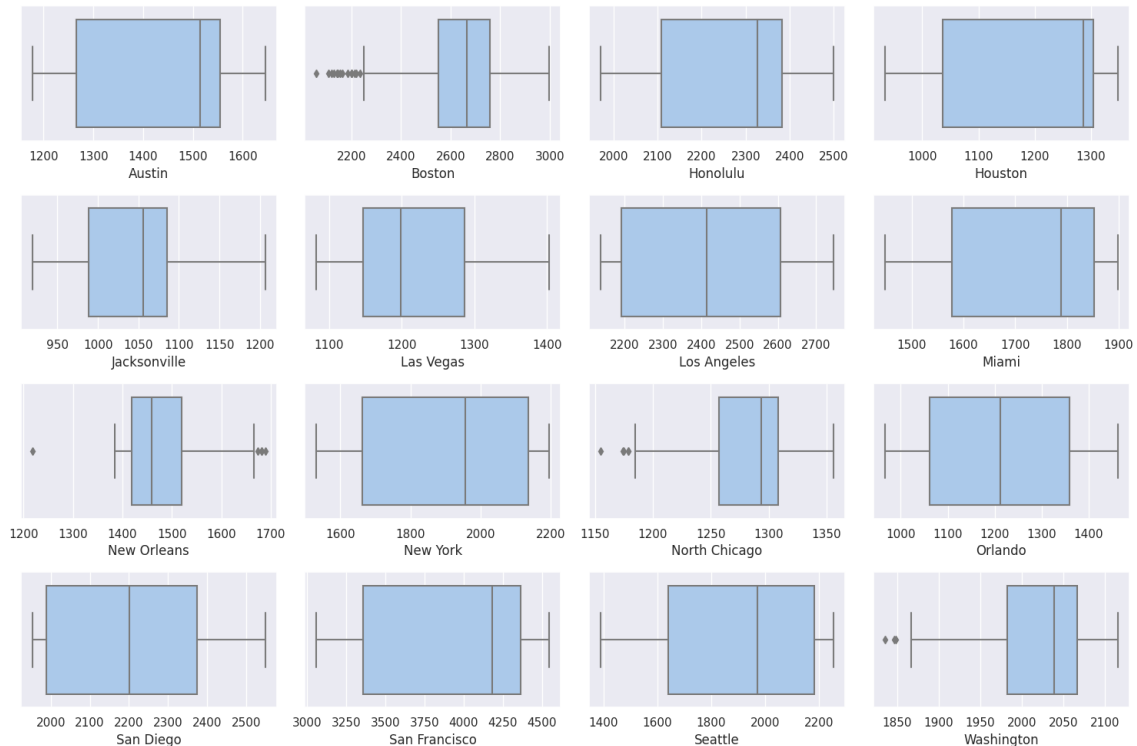 1200 1300 1400 1500 1600
Austin
2200 2400 2600 2800 3000
Boston
2000 2100 2200 2300 2400 2500
Honolulu
1000 1100 1200 1300
Houston
950 1000 1050 1100 1150 1200
Jacksonville
1100 1200 1300 1400
Las Vegas
2200 2300 2400 2500 2600 2700
Los Angeles
1500 1600 1700 1800 1900
Miami
1200 1300 1400 1500 1600 1700
New Orleans
1600 1800 2000 2200
New York
1150 1200 1250 1300 1350
North Chicago
1000 1100 1200 1300 1400
Orlando
2000 2100 2200 2300 2400 2500
San Diego
3000 3250 3500 3750 4000 4250 4500
San Francisco
1400 1600 1800 2000 2200
Seattle
1850 1900 1950 2000 2050 2100
Washington